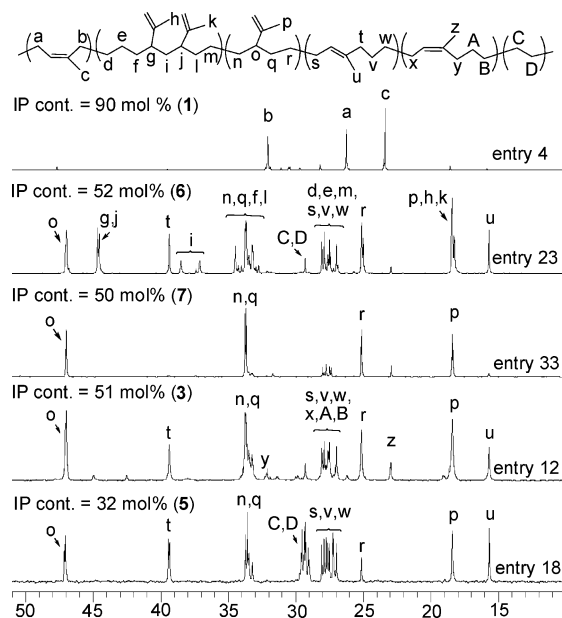 a b c d e f g h i j k l m n o p q r s t u v w x y z A B C D
IP cont. = 90 mol % (1)
b a c
entry 4
IP cont. = 52 mol% (6)
o g,j t i n,q,f,l C,D d,e,m, s,v,w r p,h,k u
entry 23
IP cont. = 50 mol% (7)
o n,q r p
entry 33
IP cont. = 51 mol% (3)
o t n,q y s,v,w, x,A,B r z p u
entry 12
IP cont. = 32 mol% (5)
o t n,q C,D s,v,w r p u
entry 18
50 45 40 35 30 25 20 15